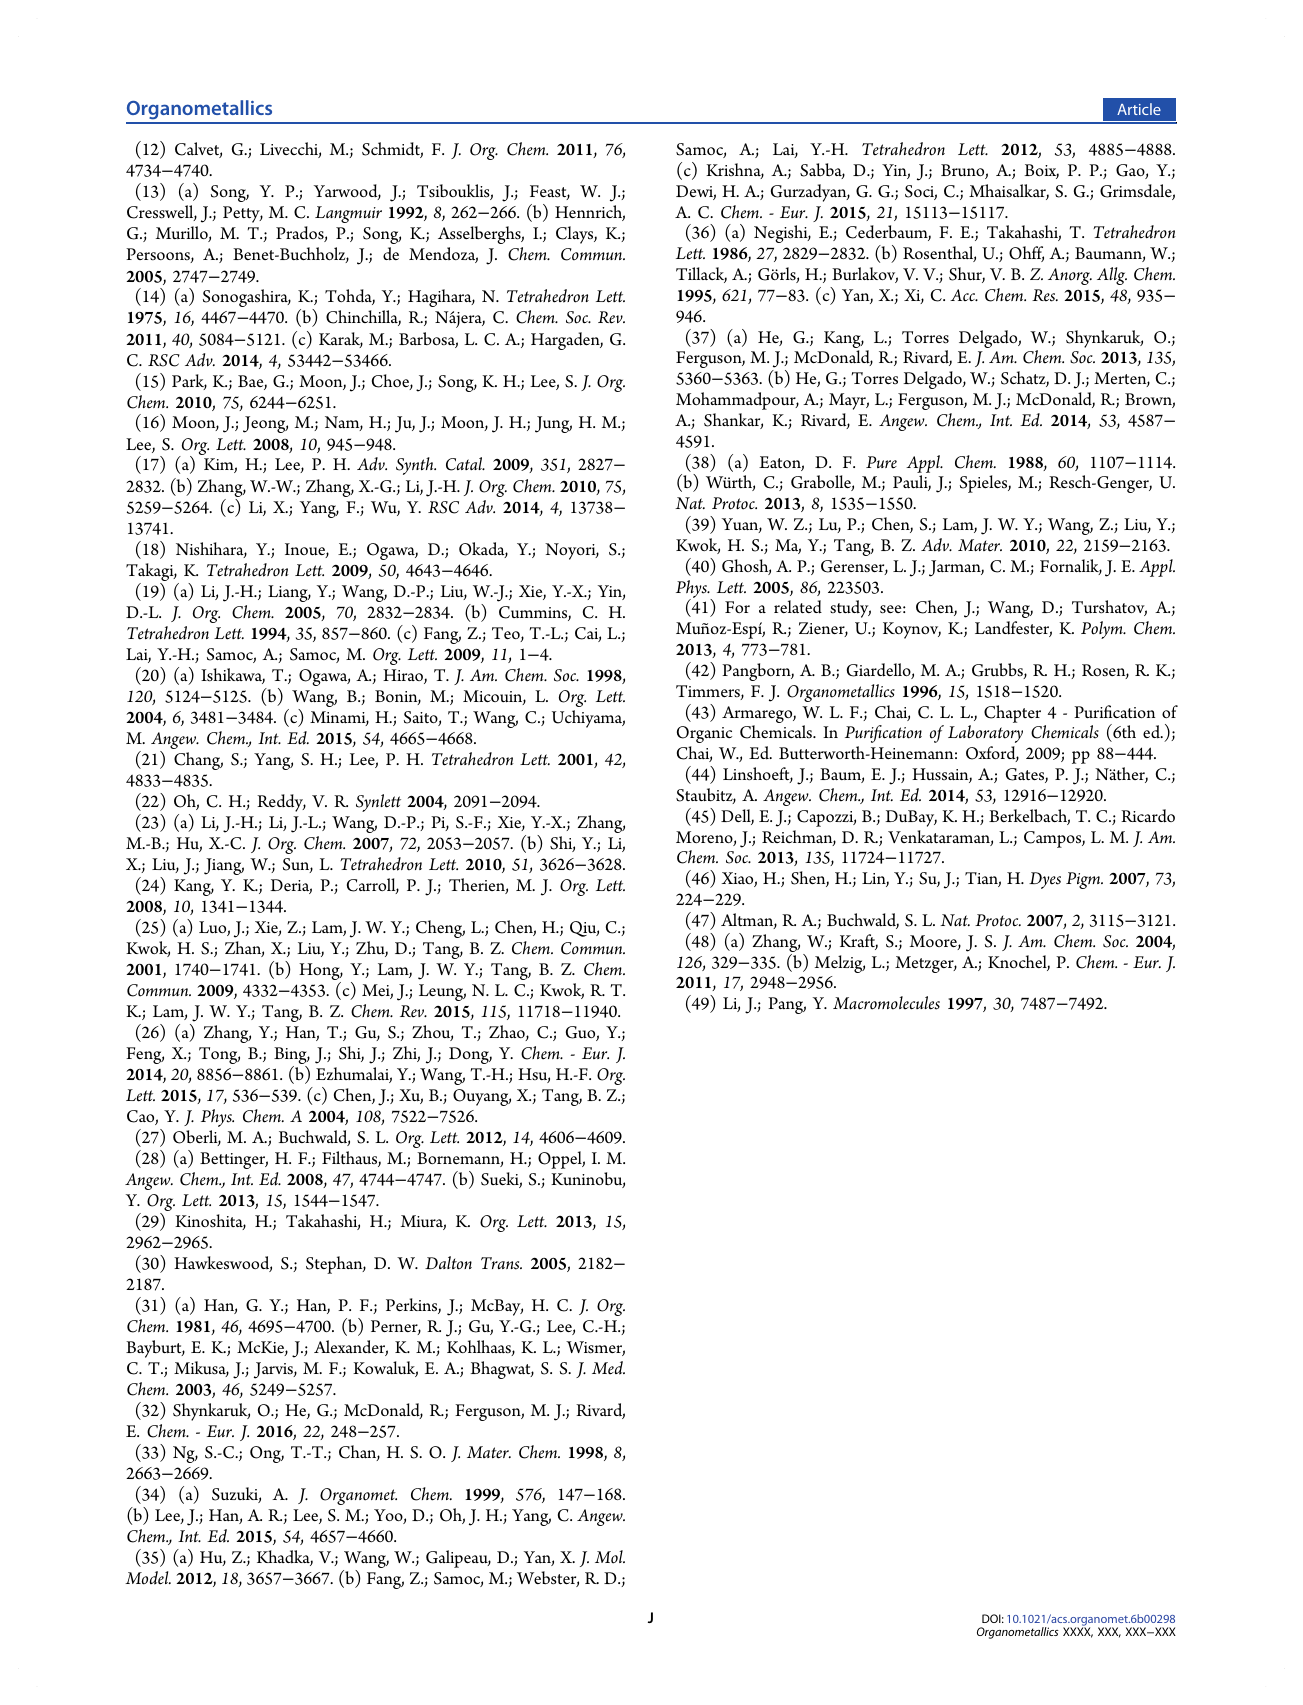 Organometallics
Article
(12) Calvet, G.; Livecchi, M.; Schmidt, F. J. Org. Chem. 2011, 76,
4734−4740.
(13) (a) Song, Y. P.; Yarwood, J.; Tsibouklis, J.; Feast, W. J.;
Cresswell, J.; Petty, M. C. Langmuir 1992, 8, 262−266. (b) Hennrich,
G.; Murillo, M. T.; Prados, P.; Song, K.; Asselberghs, I.; Clays, K.;
Persoons, A.; Benet-Buchholz, J.; de Mendoza, J. Chem. Commun.
2005, 2747−2749.
(14) (a) Sonogashira, K.; Tohda, Y.; Hagihara, N. Tetrahedron Lett.
1975, 16, 4467−4470. (b) Chinchilla, R.; Nájera, C. Chem. Soc. Rev.
2011, 40, 5084−5121. (c) Karak, M.; Barbosa, L. C. A.; Hargaden, G.
C. RSC Adv. 2014, 4, 53442−53466.
(15) Park, K.; Bae, G.; Moon, J.; Choe, J.; Song, K. H.; Lee, S. J. Org.
Chem. 2010, 75, 6244−6251.
(16) Moon, J.; Jeong, M.; Nam, H.; Ju, J.; Moon, J. H.; Jung, H. M.;
Lee, S. Org. Lett. 2008, 10, 945−948.
(17) (a) Kim, H.; Lee, P. H. Adv. Synth. Catal. 2009, 351, 2827−
2832. (b) Zhang, W.-W.; Zhang, X.-G.; Li, J.-H. J. Org. Chem. 2010, 75,
5259−5264. (c) Li, X.; Yang, F.; Wu, Y. RSC Adv. 2014, 4, 13738−
13741.
(18) Nishihara, Y.; Inoue, E.; Ogawa, D.; Okada, Y.; Noyori, S.;
Takagi, K. Tetrahedron Lett. 2009, 50, 4643−4646.
(19) (a) Li, J.-H.; Liang, Y.; Wang, D.-P.; Liu, W.-J.; Xie, Y.-X.; Yin,
D.-L. J. Org. Chem. 2005, 70, 2832−2834. (b) Cummins, C. H.
Tetrahedron Lett. 1994, 35, 857−860. (c) Fang, Z.; Teo, T.-L.; Cai, L.;
Lai, Y.-H.; Samoc, A.; Samoc, M. Org. Lett. 2009, 11, 1−4.
(20) (a) Ishikawa, T.; Ogawa, A.; Hirao, T. J. Am. Chem. Soc. 1998,
120, 5124−5125. (b) Wang, B.; Bonin, M.; Micouin, L. Org. Lett.
2004, 6, 3481−3484. (c) Minami, H.; Saito, T.; Wang, C.; Uchiyama,
M. Angew. Chem., Int. Ed. 2015, 54, 4665−4668.
(21) Chang, S.; Yang, S. H.; Lee, P. H. Tetrahedron Lett. 2001, 42,
4833−4835.
(22) Oh, C. H.; Reddy, V. R. Synlett 2004, 2091−2094.
(23) (a) Li, J.-H.; Li, J.-L.; Wang, D.-P.; Pi, S.-F.; Xie, Y.-X.; Zhang,
M.-B.; Hu, X.-C. J. Org. Chem. 2007, 72, 2053−2057. (b) Shi, Y.; Li,
X.; Liu, J.; Jiang, W.; Sun, L. Tetrahedron Lett. 2010, 51, 3626−3628.
(24) Kang, Y. K.; Deria, P.; Carroll, P. J.; Therien, M. J. Org. Lett.
2008, 10, 1341−1344.
(25) (a) Luo, J.; Xie, Z.; Lam, J. W. Y.; Cheng, L.; Chen, H.; Qiu, C.;
Kwok, H. S.; Zhan, X.; Liu, Y.; Zhu, D.; Tang, B. Z. Chem. Commun.
2001, 1740−1741. (b) Hong, Y.; Lam, J. W. Y.; Tang, B. Z. Chem.
Commun. 2009, 4332−4353. (c) Mei, J.; Leung, N. L. C.; Kwok, R. T.
K.; Lam, J. W. Y.; Tang, B. Z. Chem. Rev. 2015, 115, 11718−11940.
(26) (a) Zhang, Y.; Han, T.; Gu, S.; Zhou, T.; Zhao, C.; Guo, Y.;
Feng, X.; Tong, B.; Bing, J.; Shi, J.; Zhi, J.; Dong, Y. Chem. - Eur. J.
2014, 20, 8856−8861. (b) Ezhumalai, Y.; Wang, T.-H.; Hsu, H.-F. Org.
Lett. 2015, 17, 536−539. (c) Chen, J.; Xu, B.; Ouyang, X.; Tang, B. Z.;
Cao, Y. J. Phys. Chem. A 2004, 108, 7522−7526.
(27) Oberli, M. A.; Buchwald, S. L. Org. Lett. 2012, 14, 4606−4609.
(28) (a) Bettinger, H. F.; Filthaus, M.; Bornemann, H.; Oppel, I. M.
Angew. Chem., Int. Ed. 2008, 47, 4744−4747. (b) Sueki, S.; Kuninobu,
Y. Org. Lett. 2013, 15, 1544−1547.
(29) Kinoshita, H.; Takahashi, H.; Miura, K. Org. Lett. 2013, 15,
2962−2965.
(30) Hawkeswood, S.; Stephan, D. W. Dalton Trans. 2005, 2182−
2187.
(31) (a) Han, G. Y.; Han, P. F.; Perkins, J.; McBay, H. C. J. Org.
Chem. 1981, 46, 4695−4700. (b) Perner, R. J.; Gu, Y.-G.; Lee, C.-H.;
Bayburt, E. K.; McKie, J.; Alexander, K. M.; Kohlhaas, K. L.; Wismer,
C. T.; Mikusa, J.; Jarvis, M. F.; Kowaluk, E. A.; Bhagwat, S. S. J. Med.
Chem. 2003, 46, 5249−5257.
(32) Shynkaruk, O.; He, G.; McDonald, R.; Ferguson, M. J.; Rivard,
E. Chem. - Eur. J. 2016, 22, 248−257.
(33) Ng, S.-C.; Ong, T.-T.; Chan, H. S. O. J. Mater. Chem. 1998, 8,
2663−2669.
(34) (a) Suzuki, A. J. Organomet. Chem. 1999, 576, 147−168.
(b) Lee, J.; Han, A. R.; Lee, S. M.; Yoo, D.; Oh, J. H.; Yang, C. Angew.
Chem., Int. Ed. 2015, 54, 4657−4660.
(35) (a) Hu, Z.; Khadka, V.; Wang, W.; Galipeau, D.; Yan, X. J. Mol.
Model. 2012, 18, 3657−3667. (b) Fang, Z.; Samoc, M.; Webster, R. D.;
Samoc, A.; Lai, Y.-H. Tetrahedron Lett. 2012, 53, 4885−4888.
(c) Krishna, A.; Sabba, D.; Yin, J.; Bruno, A.; Boix, P. P.; Gao, Y.;
Dewi, H. A.; Gurzadyan, G. G.; Soci, C.; Mhaisalkar, S. G.; Grimsdale,
A. C. Chem. - Eur. J. 2015, 21, 15113−15117.
(36) (a) Negishi, E.; Cederbaum, F. E.; Takahashi, T. Tetrahedron
Lett. 1986, 27, 2829−2832. (b) Rosenthal, U.; Ohff, A.; Baumann, W.;
Tillack, A.; Görls, H.; Burlakov, V. V.; Shur, V. B. Z. Anorg. Allg. Chem.
1995, 621, 77−83. (c) Yan, X.; Xi, C. Acc. Chem. Res. 2015, 48, 935−
946.
(37) (a) He, G.; Kang, L.; Torres Delgado, W.; Shynkaruk, O.;
Ferguson, M. J.; McDonald, R.; Rivard, E. J. Am. Chem. Soc. 2013, 135,
5360−5363. (b) He, G.; Torres Delgado, W.; Schatz, D. J.; Merten, C.;
Mohammadpour, A.; Mayr, L.; Ferguson, M. J.; McDonald, R.; Brown,
A.; Shankar, K.; Rivard, E. Angew. Chem., Int. Ed. 2014, 53, 4587−
4591.
(38) (a) Eaton, D. F. Pure Appl. Chem. 1988, 60, 1107−1114.
(b) Würth, C.; Grabolle, M.; Pauli, J.; Spieles, M.; Resch-Genger, U.
Nat. Protoc. 2013, 8, 1535−1550.
(39) Yuan, W. Z.; Lu, P.; Chen, S.; Lam, J. W. Y.; Wang, Z.; Liu, Y.;
Kwok, H. S.; Ma, Y.; Tang, B. Z. Adv. Mater. 2010, 22, 2159−2163.
(40) Ghosh, A. P.; Gerenser, L. J.; Jarman, C. M.; Fornalik, J. E. Appl.
Phys. Lett. 2005, 86, 223503.
(41) For a related study, see: Chen, J.; Wang, D.; Turshatov, A.;
Muñoz-Espí, R.; Ziener, U.; Koynov, K.; Landfester, K. Polym. Chem.
2013, 4, 773−781.
(42) Pangborn, A. B.; Giardello, M. A.; Grubbs, R. H.; Rosen, R. K.;
Timmers, F. J. Organometallics 1996, 15, 1518−1520.
(43) Armarego, W. L. F.; Chai, C. L. L., Chapter 4 - Purification of
Organic Chemicals. In Purification of Laboratory Chemicals (6th ed.);
Chai, W., Ed. Butterworth-Heinemann: Oxford, 2009; pp 88−444.
(44) Linshoeft, J.; Baum, E. J.; Hussain, A.; Gates, P. J.; Näther, C.;
Staubitz, A. Angew. Chem., Int. Ed. 2014, 53, 12916−12920.
(45) Dell, E. J.; Capozzi, B.; DuBay, K. H.; Berkelbach, T. C.; Ricardo
Moreno, J.; Reichman, D. R.; Venkataraman, L.; Campos, L. M. J. Am.
Chem. Soc. 2013, 135, 11724−11727.
(46) Xiao, H.; Shen, H.; Lin, Y.; Su, J.; Tian, H. Dyes Pigm. 2007, 73,
224−229.
(47) Altman, R. A.; Buchwald, S. L. Nat. Protoc. 2007, 2, 3115−3121.
(48) (a) Zhang, W.; Kraft, S.; Moore, J. S. J. Am. Chem. Soc. 2004,
126, 329−335. (b) Melzig, L.; Metzger, A.; Knochel, P. Chem. - Eur. J.
2011, 17, 2948−2956.
(49) Li, J.; Pang, Y. Macromolecules 1997, 30, 7487−7492.
J
DOI: 10.1021/acs.organomet.6b00298
Organometallics XXXX, XXX, XXX−XXX